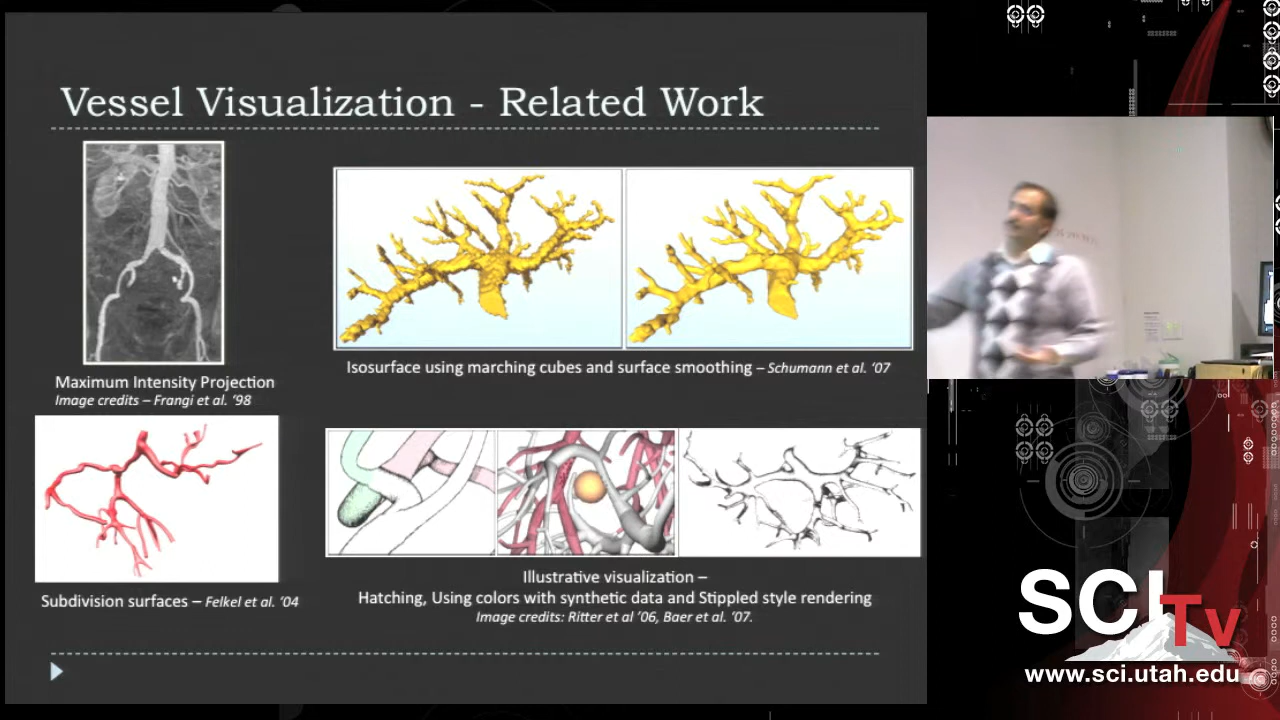 Vessel Visualization - Related Work
Maximum Intensity Projection
Image credits – Frangi et al. ‘98
Isosurface using marching cubes and surface smoothing – Schumann et al. ‘07
Subdivision surfaces – Felkel et al. ‘04
Illustrative visualization –
Hatching, Using colors with synthetic data and Stippled style rendering
Image credits: Ritter et al ‘06, Baer et al. ‘07.
SCI
Tv
www.sci.utah.edu